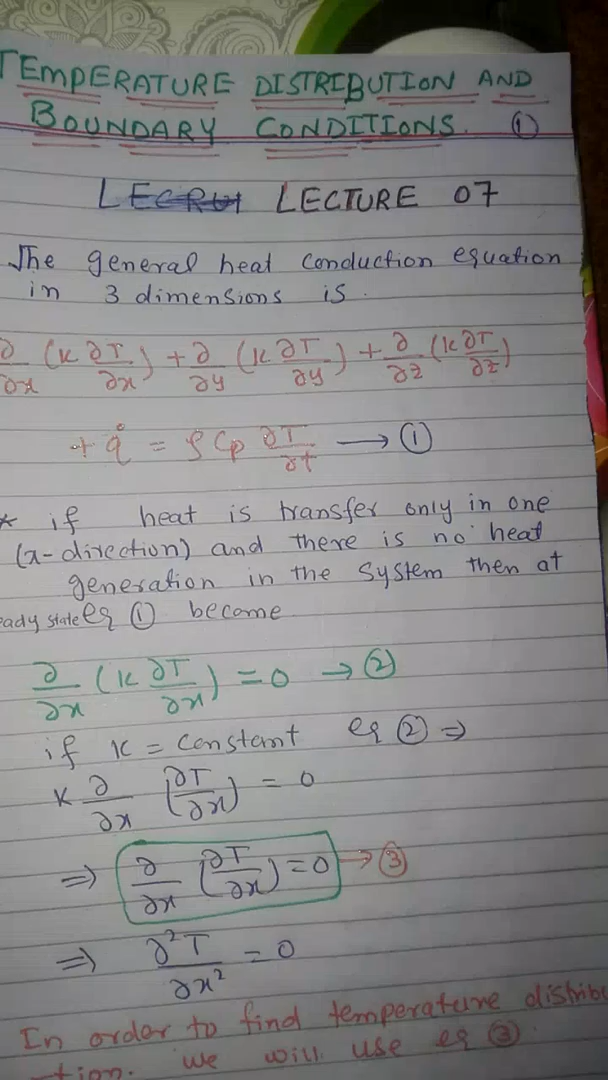 TEMPERATURE DISTRIBUTION AND
BOUNDARY CONDITIONS. ①
LECTURE 07
The general heat conduction equation
in 3 dimensions is.
∂/∂x (K ∂T/∂x) + ∂/∂y (K ∂T/∂y) + ∂/∂z (K ∂T/∂z)
+ q̊ = ρ Cp ∂T/∂t → ①
* if heat is transfer only in one
(x-direction) and there is no heat
generation in the system then at
eady state eq ① become
∂/∂x (K ∂T/∂x) = 0 → ②
if K = constant eq ② ⇒
K ∂/∂x (∂T/∂x) = 0
⇒ ∂/∂x (∂T/∂x) = 0 → ③
⇒ ∂²T/∂x² = 0
In order to find temperature distribu
tion. we will use eq ③.